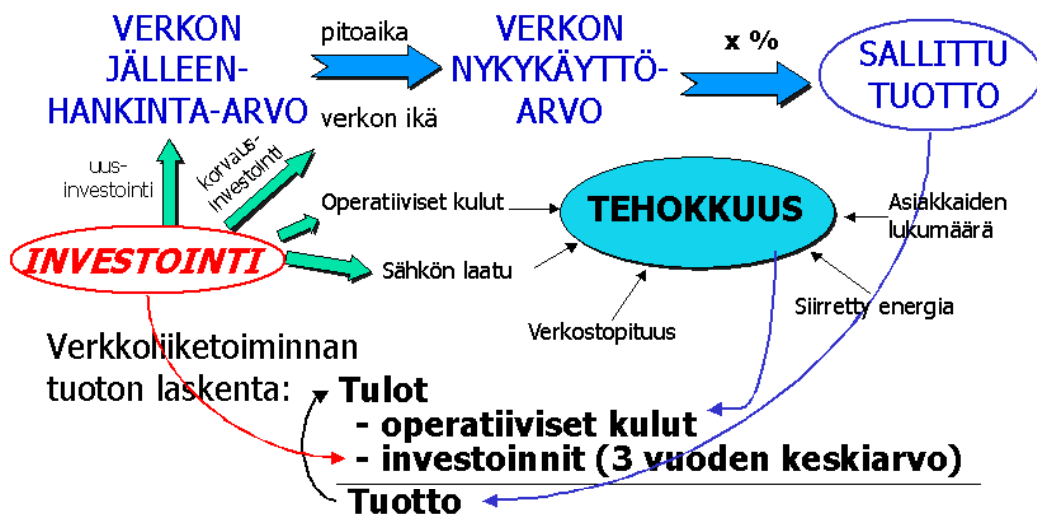 VERKON
JÄLLEEN-
HANKINTA-ARVO
pitoaika
verkon ikä
VERKON
NYKYKÄYTTÖ-
ARVO
x %
SALLITTU
TUOTTO
uus-
investointi
korvaus-
investointi
Operatiiviset kulut
TEHOKKUUS
Asiakkaiden
lukumäärä
INVESTOINTI
Sähkön laatu
Siirretty energia
Verkostopituus
Verkkoliiketoiminnan
tuoton laskenta:
Tulot
- operatiiviset kulut
- investoinnit (3 vuoden keskiarvo)
Tuotto